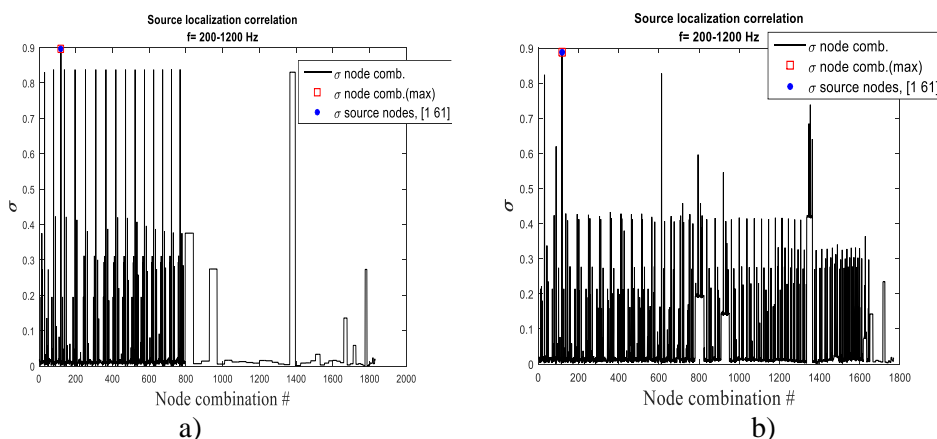 a)
Source localization correlation
f= 200-1200 Hz
0.9
0.8
0.7
0.6
0.5
0.4
0.3
0.2
0.1
0
σ
σ node comb.
σ node comb.(max)
σ source nodes, [1 61]
0 200 400 600 800 1000 1200 1400 1600 1800 2000
Node combination #
a)
b)
Source localization correlation
f= 200-1200 Hz
0.9
0.8
0.7
0.6
0.5
0.4
0.3
0.2
0.1
0
σ
σ node comb.
σ node comb.(max)
σ source nodes, [1 61]
0 200 400 600 800 1000 1200 1400 1600 1800
Node combination #
b)